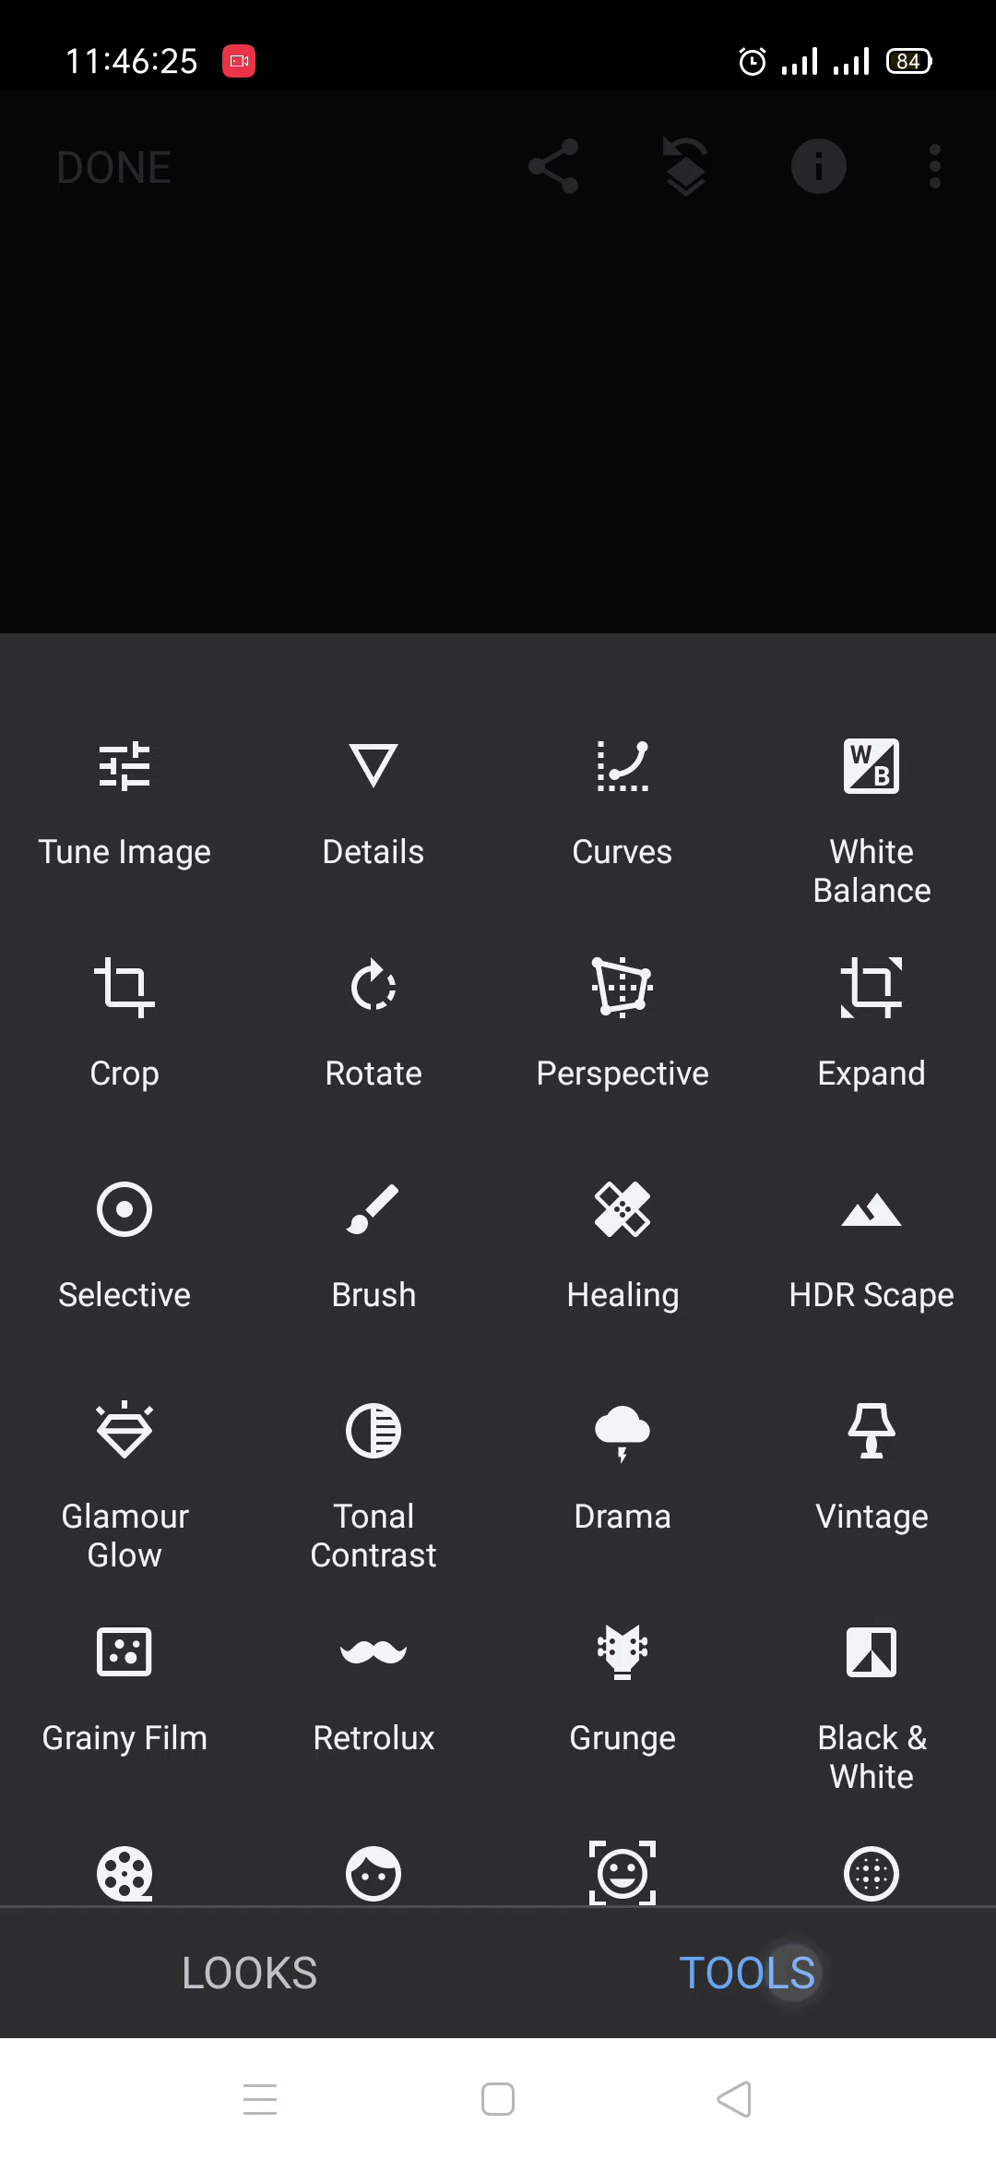 11:46:25
84
DONE
Tune Image
Details
Curves
White
Balance
Crop
Rotate
Perspective
Expand
Selective
Brush
Healing
HDR Scape
Glamour
Glow
Tonal
Contrast
Drama
Vintage
Grainy Film
Retrolux
Grunge
Black &
White
LOOKS
TOOLS